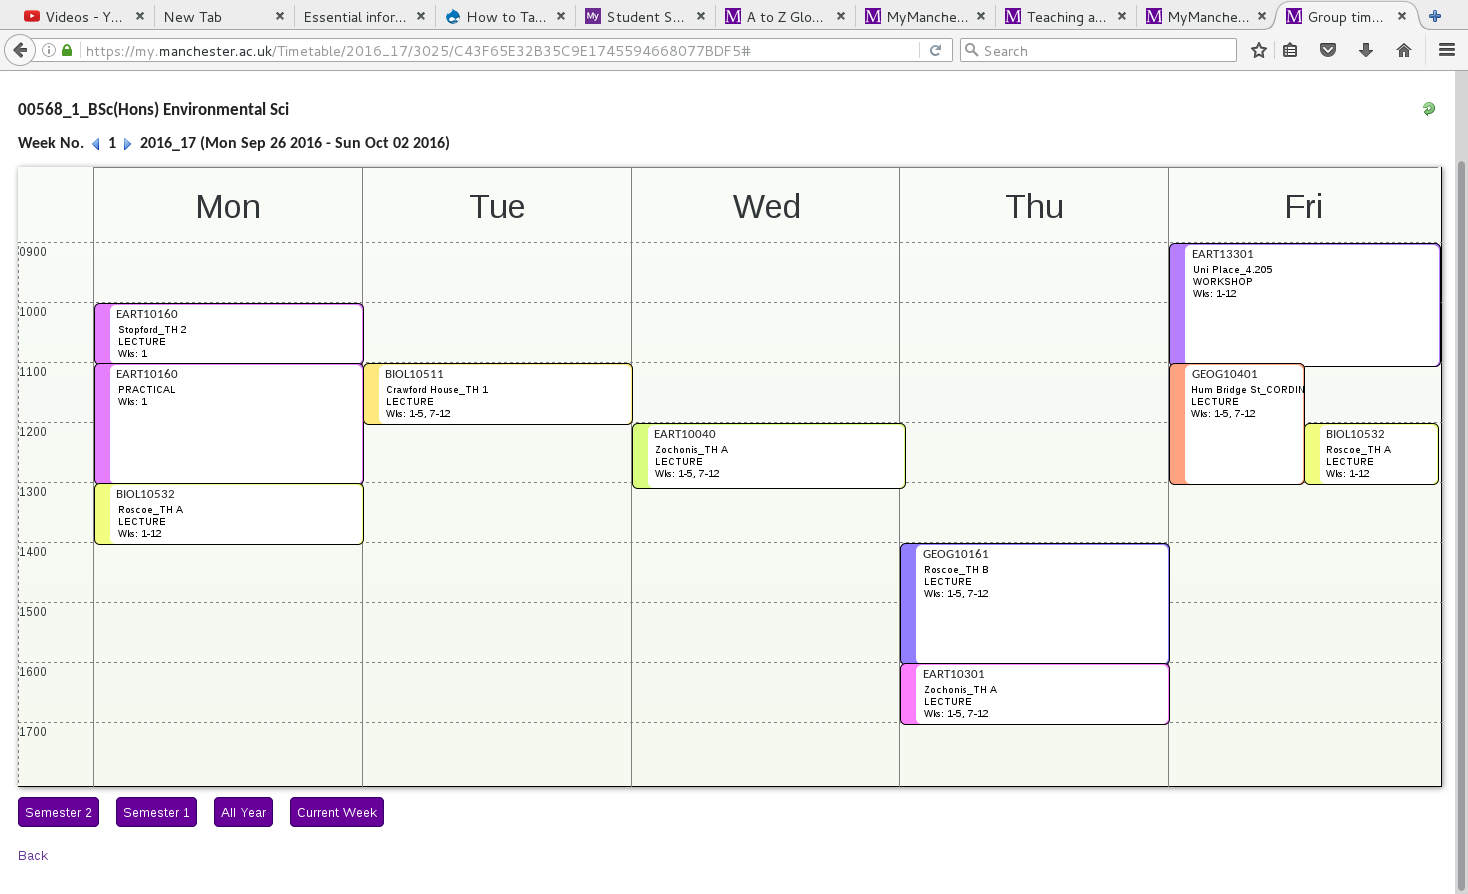 Videos - Y...
New Tab
Essential infor...
How to Ta...
My Student S...
M A to Z Glo...
M MyManche...
M Teaching a...
M MyManche...
M Group tim...
https://my.manchester.ac.uk/Timetable/2016_17/3025/C43F65E32B35C9E1745594668077BDF5#
Search
00568_1_BSc(Hons) Environmental Sci
Week No. 1 2016_17 (Mon Sep 26 2016 - Sun Oct 02 2016)
Mon Tue Wed Thu Fri
0900
EART13301
Uni Place_4.205
WORKSHOP
Wks: 1-12
1000
EART10160
Stopford_TH 2
LECTURE
Wks: 1
1100
EART10160
PRACTICAL
Wks: 1
BIOL10511
Crawford House_TH 1
LECTURE
Wks: 1-5, 7-12
GEOG10401
Hum Bridge St_CORDIN
LECTURE
Wks: 1-5, 7-12
1200
EART10040
Zochonis_TH A
LECTURE
Wks: 1-5, 7-12
BIOL10532
Roscoe_TH A
LECTURE
Wks: 1-12
1300
BIOL10532
Roscoe_TH A
LECTURE
Wks: 1-12
1400
GEOG10161
Roscoe_TH B
LECTURE
Wks: 1-5, 7-12
1500
1600
EART10301
Zochonis_TH A
LECTURE
Wks: 1-5, 7-12
1700
Semester 2
Semester 1
All Year
Current Week
Back